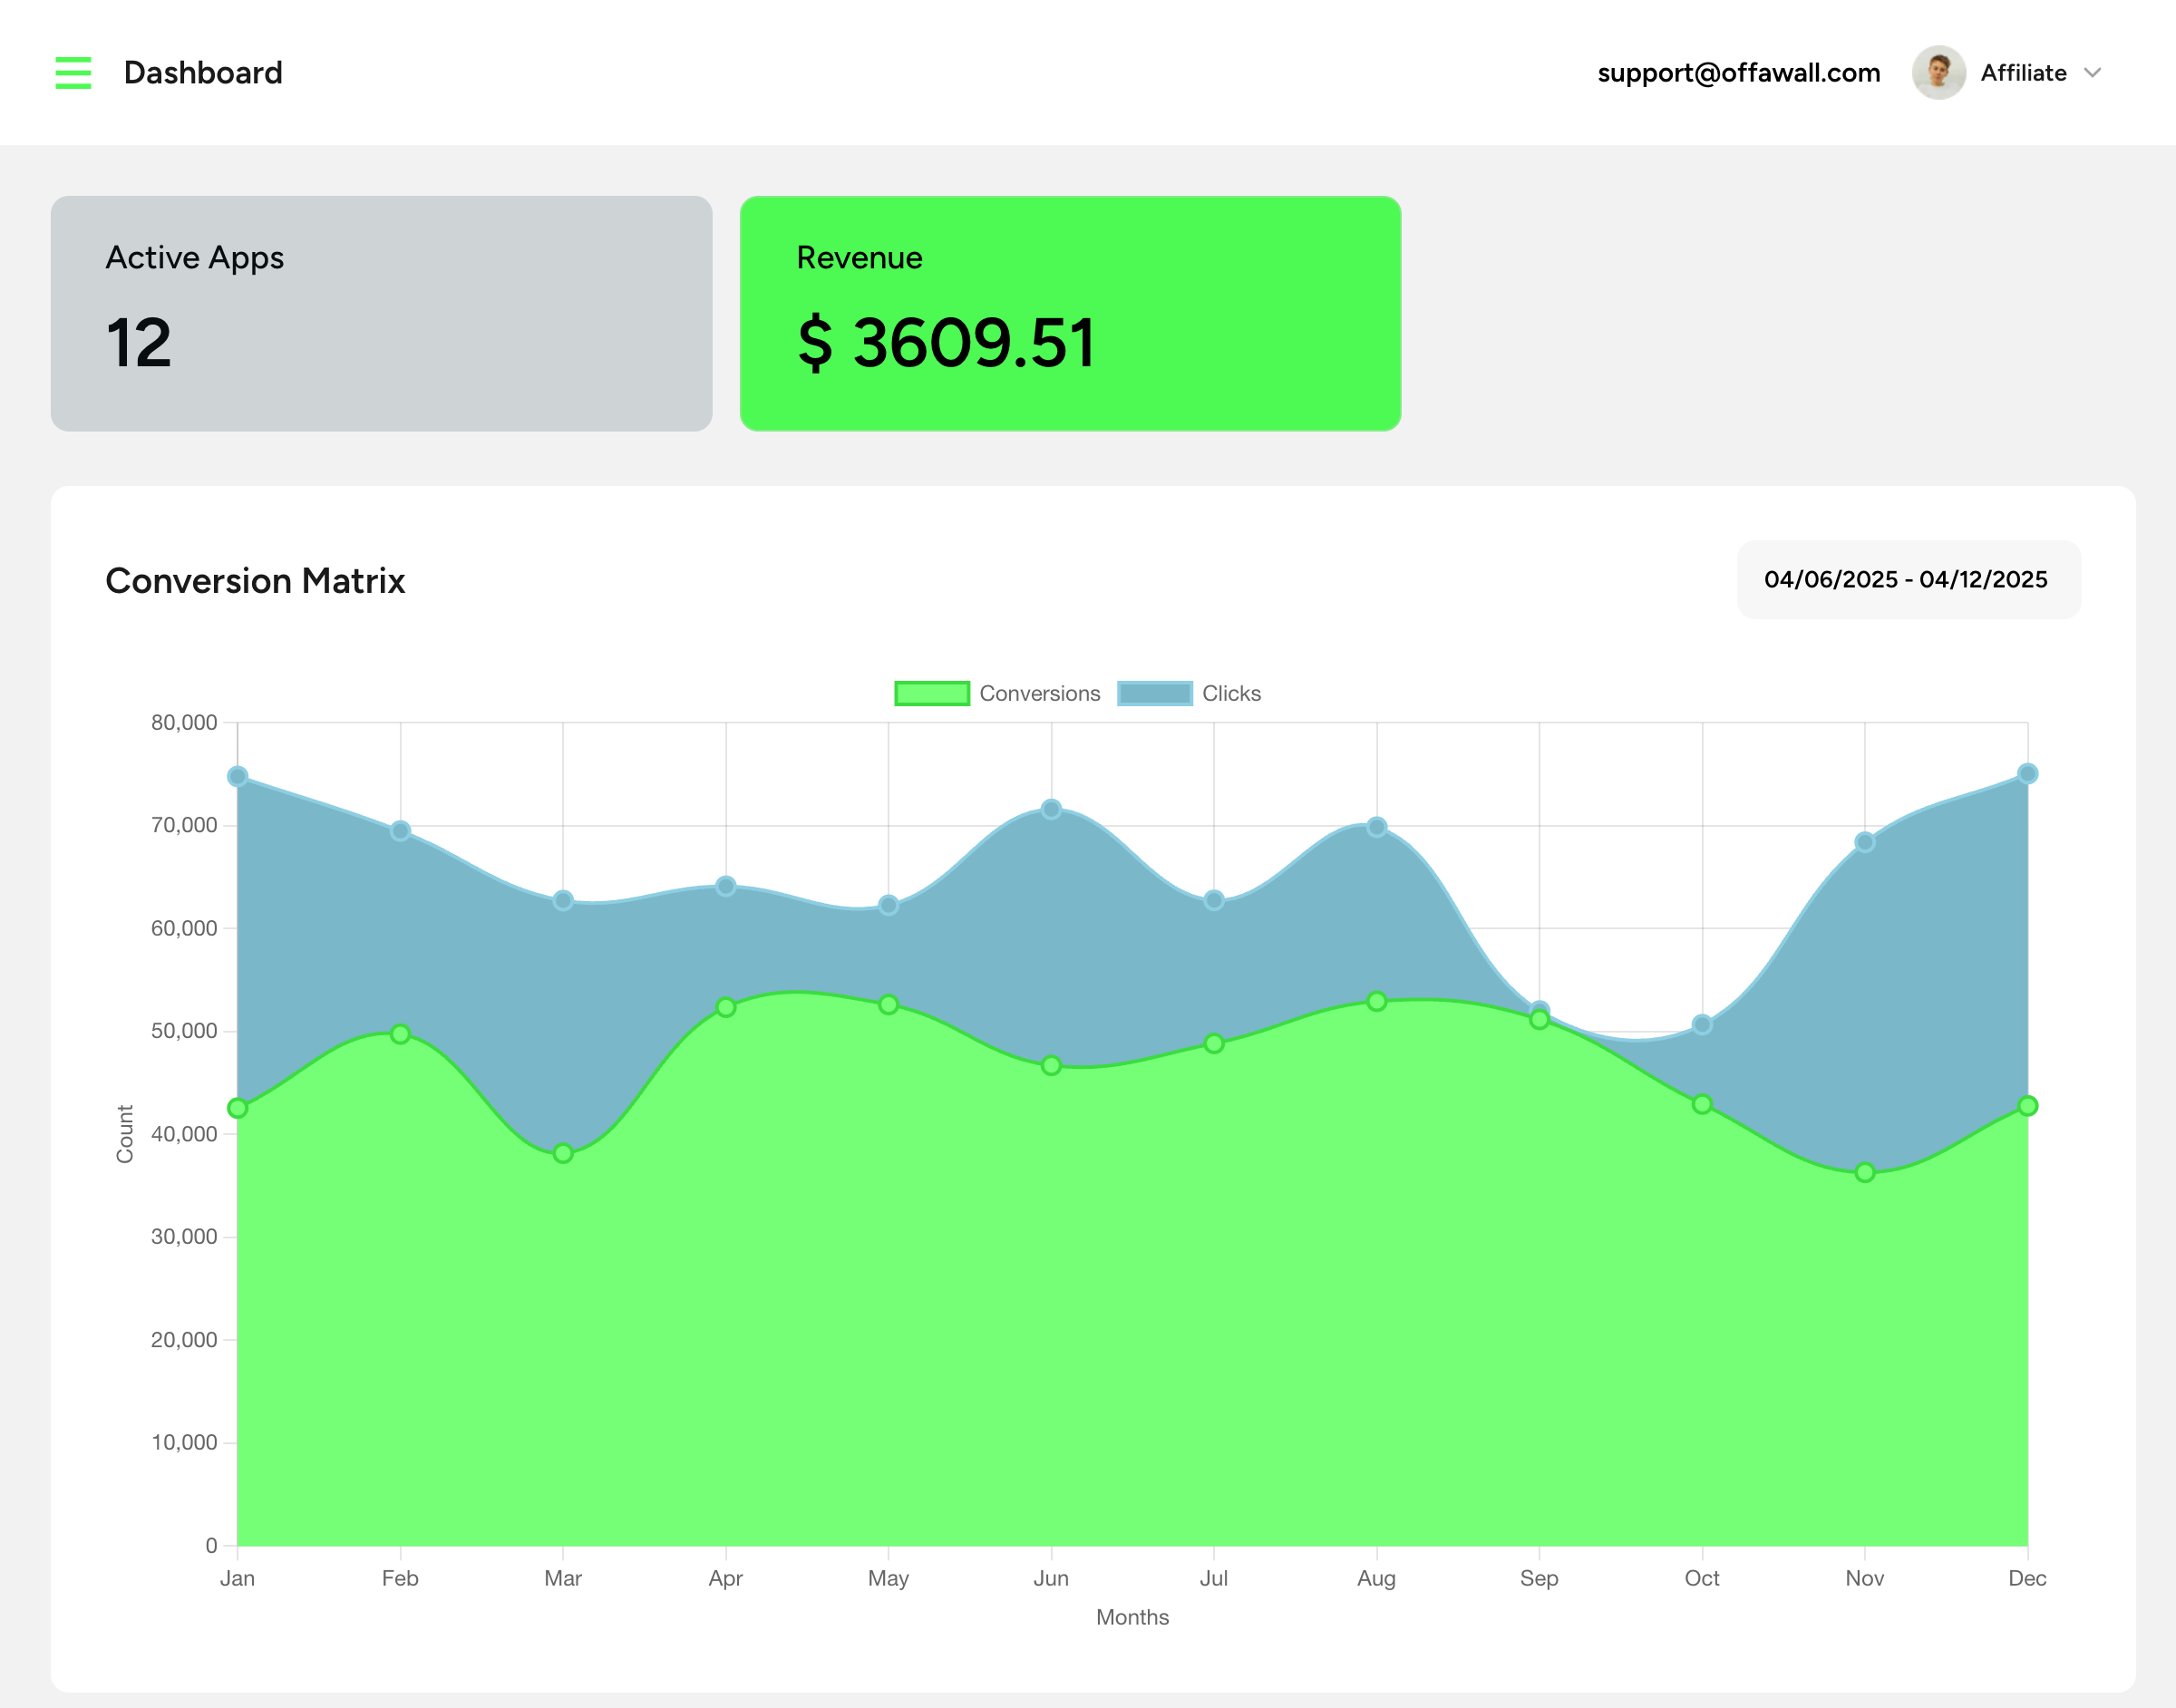 Dashboard
support@offawall.com
Affiliate
Active Apps
12
Revenue
$ 3609.51
Conversion Matrix
04/06/2025 - 04/12/2025
Conversions
Clicks
80,000
70,000
60,000
50,000
40,000
30,000
20,000
10,000
0
Count
Jan Feb Mar Apr May Jun Jul Aug Sep Oct Nov Dec
Months